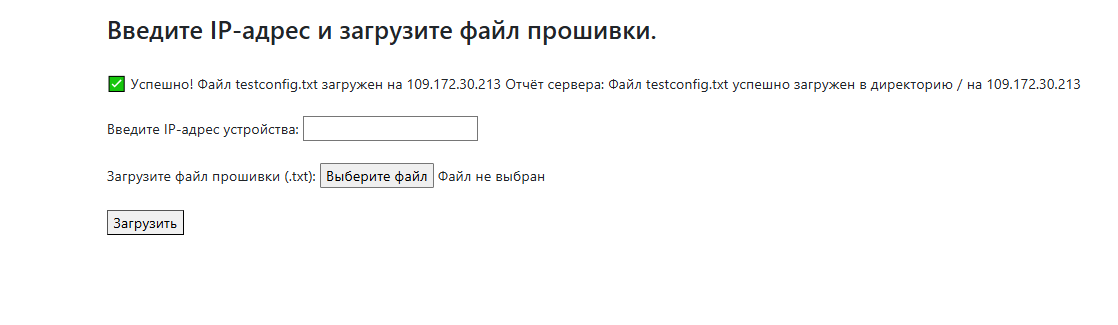 Введите IP-адрес и загрузите файл прошивки.
Успешно! Файл testconfig.txt загружен на 109.172.30.213 Отчёт сервера: Файл testconfig.txt успешно загружен в директорию / на 109.172.30.213
Введите IP-адрес устройства:
Загрузите файл прошивки (.txt): Выберите файл Файл не выбран
Загрузить